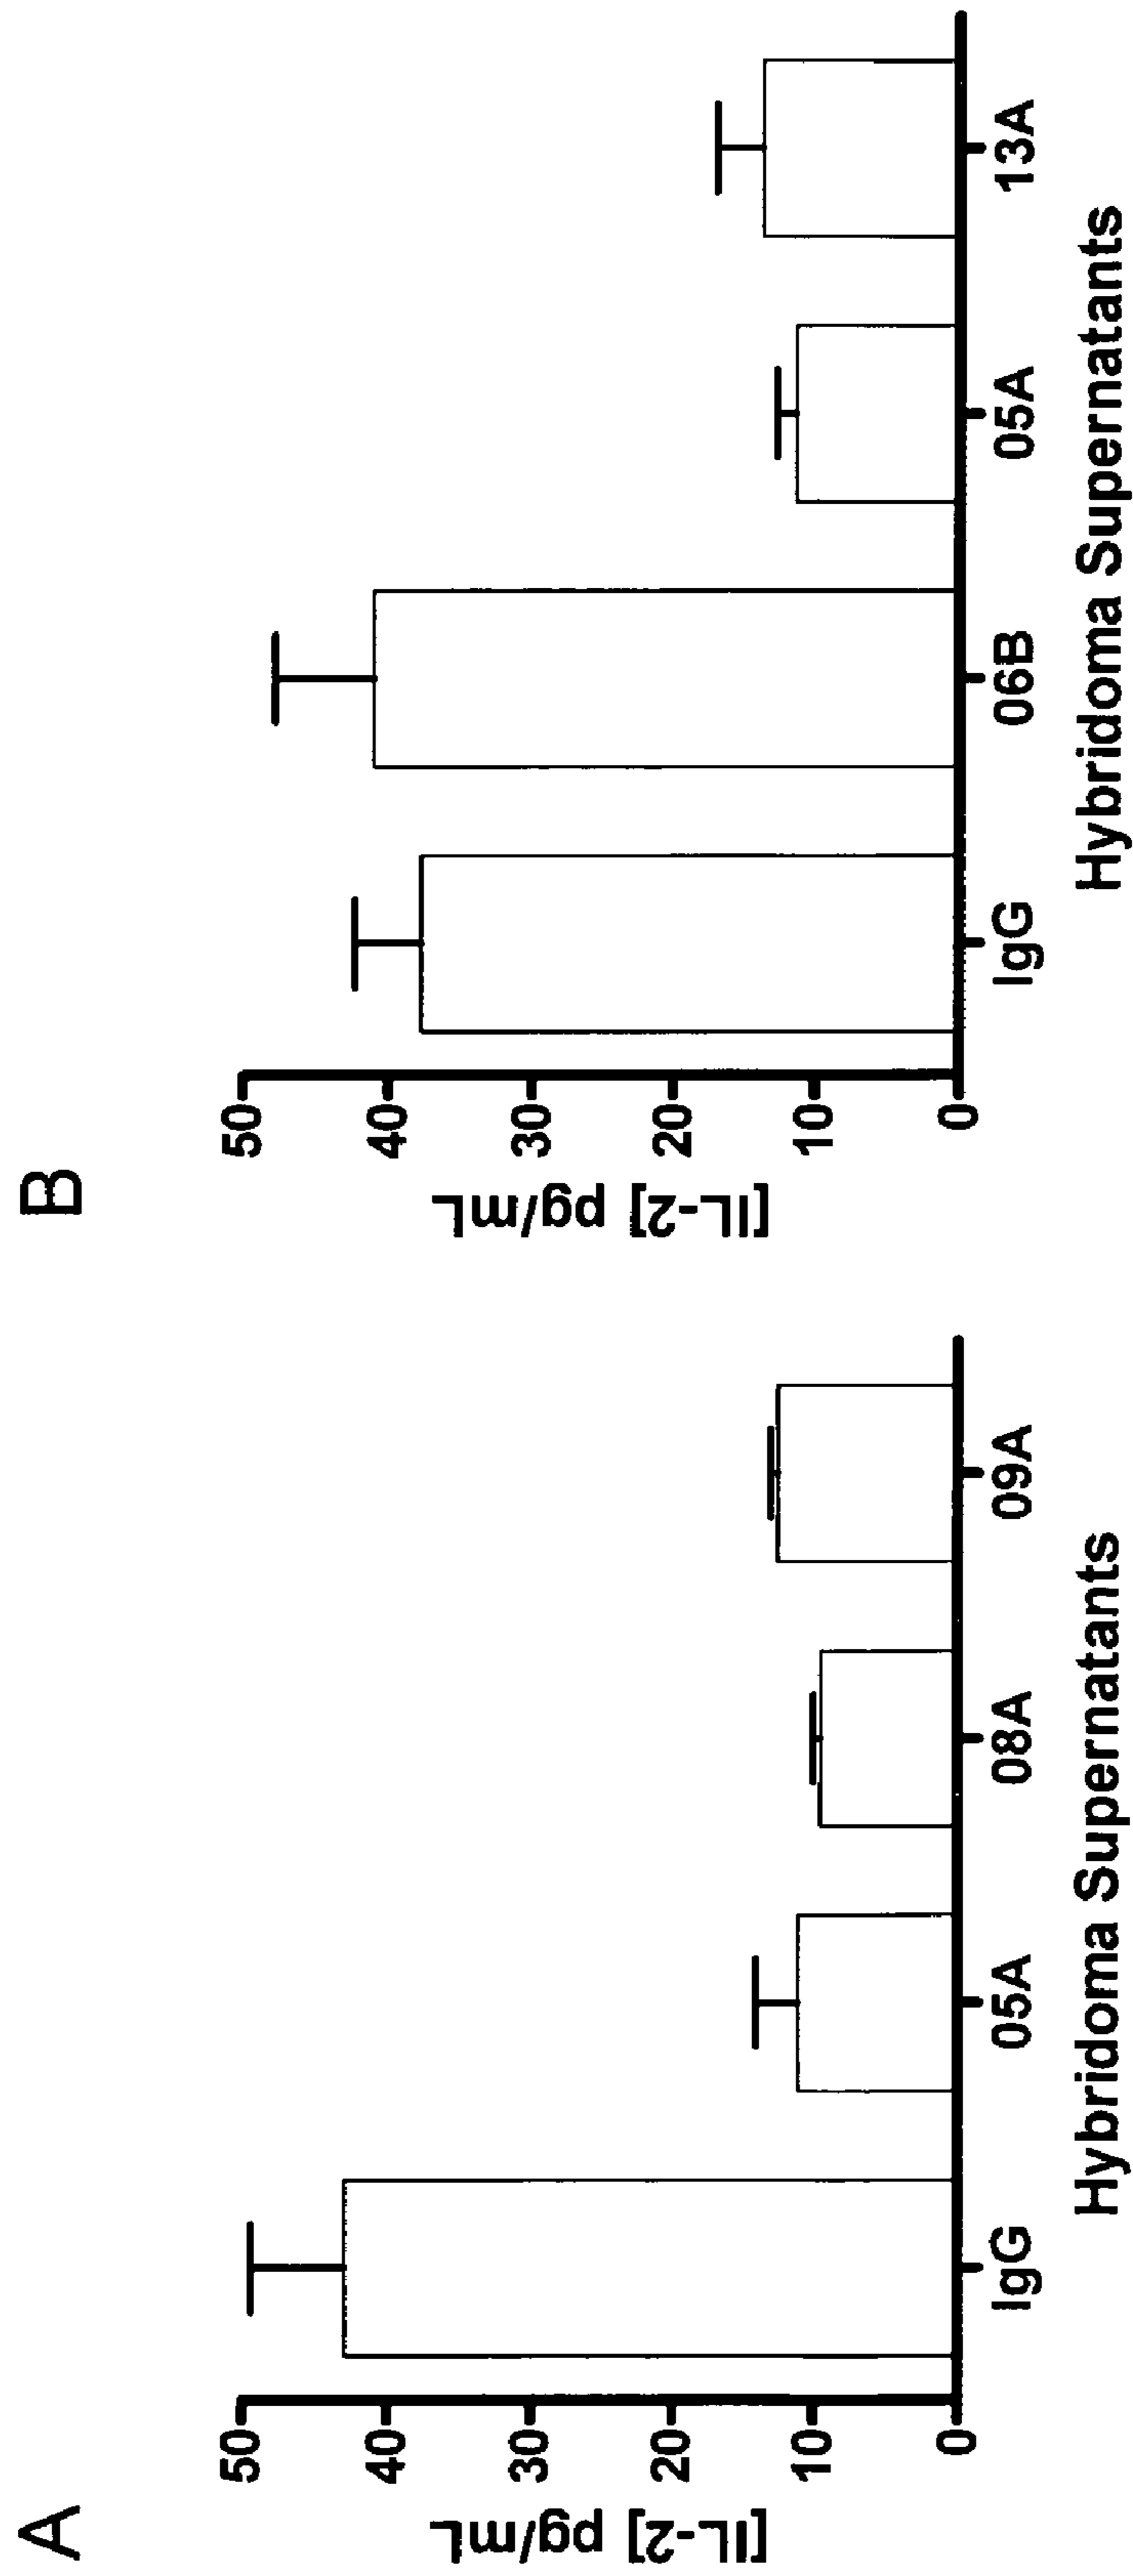 A
[IL-2] pg/mL
50
40
30
20
10
0
IgG 05A 08A 09A
Hybridoma Supernatants
B
[IL-2] pg/mL
50
40
30
20
10
0
IgG 06B 05A 13A
Hybridoma Supernatants